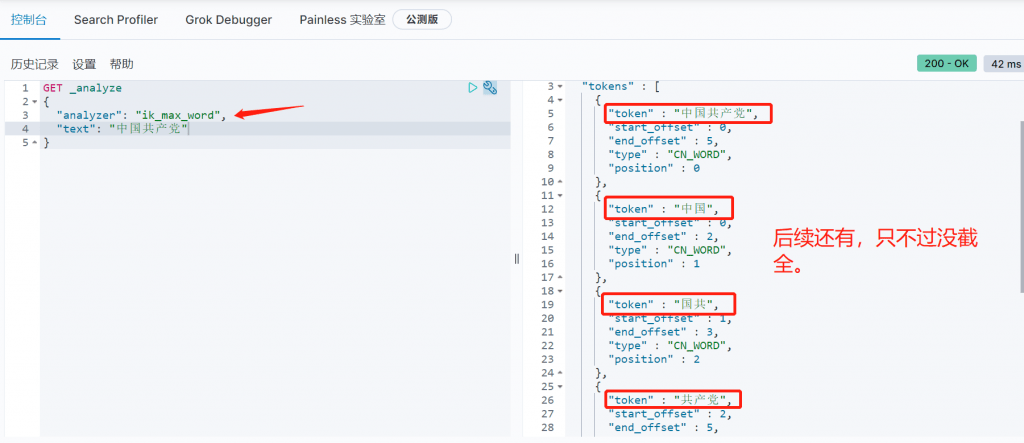 控制台 Search Profiler Grok Debugger Painless 实验室 公测版
历史记录 设置 帮助 200 - OK 42 ms
1 GET _analyze
2 {
3 "analyzer": "ik_max_word",
4 "text": "中国共产党"
5 }
3 "tokens" : [
4 {
5 "token" : "中国共产党",
6 "start_offset" : 0,
7 "end_offset" : 5,
8 "type" : "CN_WORD",
9 "position" : 0
10 },
11 {
12 "token" : "中国",
13 "start_offset" : 0,
14 "end_offset" : 2,
15 "type" : "CN_WORD",
16 "position" : 1
17 },
18 {
19 "token" : "国共",
20 "start_offset" : 1,
21 "end_offset" : 3,
22 "type" : "CN_WORD",
23 "position" : 2
24 },
25 {
26 "token" : "共产党",
27 "start_offset" : 2,
28 "end_offset" : 5,
后续还有，只不过没截
全。